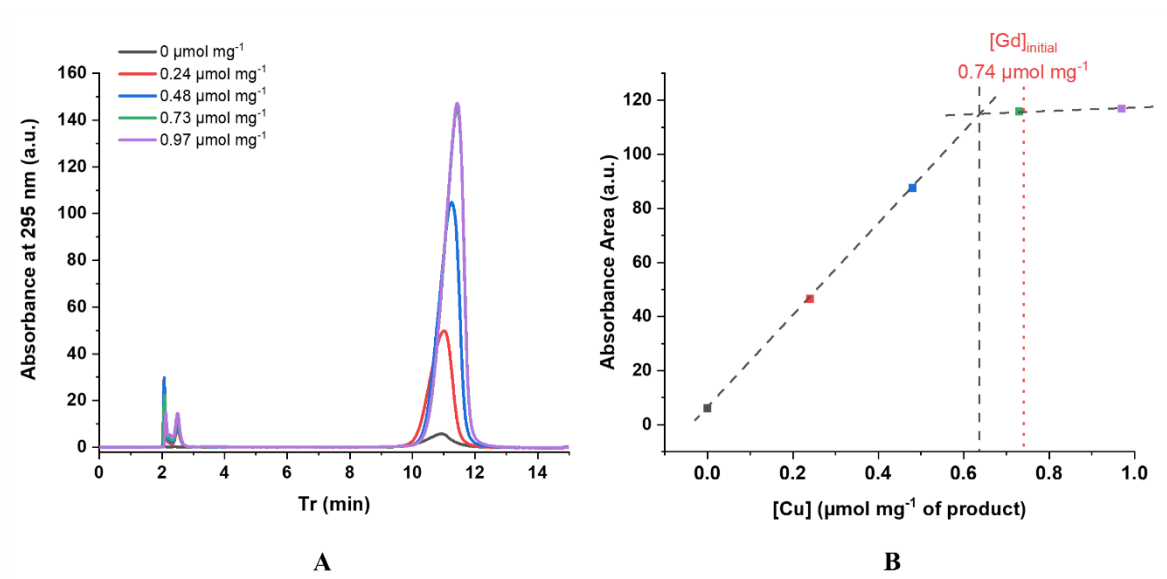 0 µmol mg⁻¹
0.24 µmol mg⁻¹
0.48 µmol mg⁻¹
0.73 µmol mg⁻¹
0.97 µmol mg⁻¹
160
140
120
100
80
60
40
20
0
Absorbance at 295 nm (a.u.)
0 2 4 6 8 10 12 14
Tr (min)
A
[Gd]initial
0.74 µmol mg⁻¹
120
100
80
60
40
20
0
Absorbance Area (a.u.)
0.0 0.2 0.4 0.6 0.8 1.0
[Cu] (µmol mg⁻¹ of product)
B